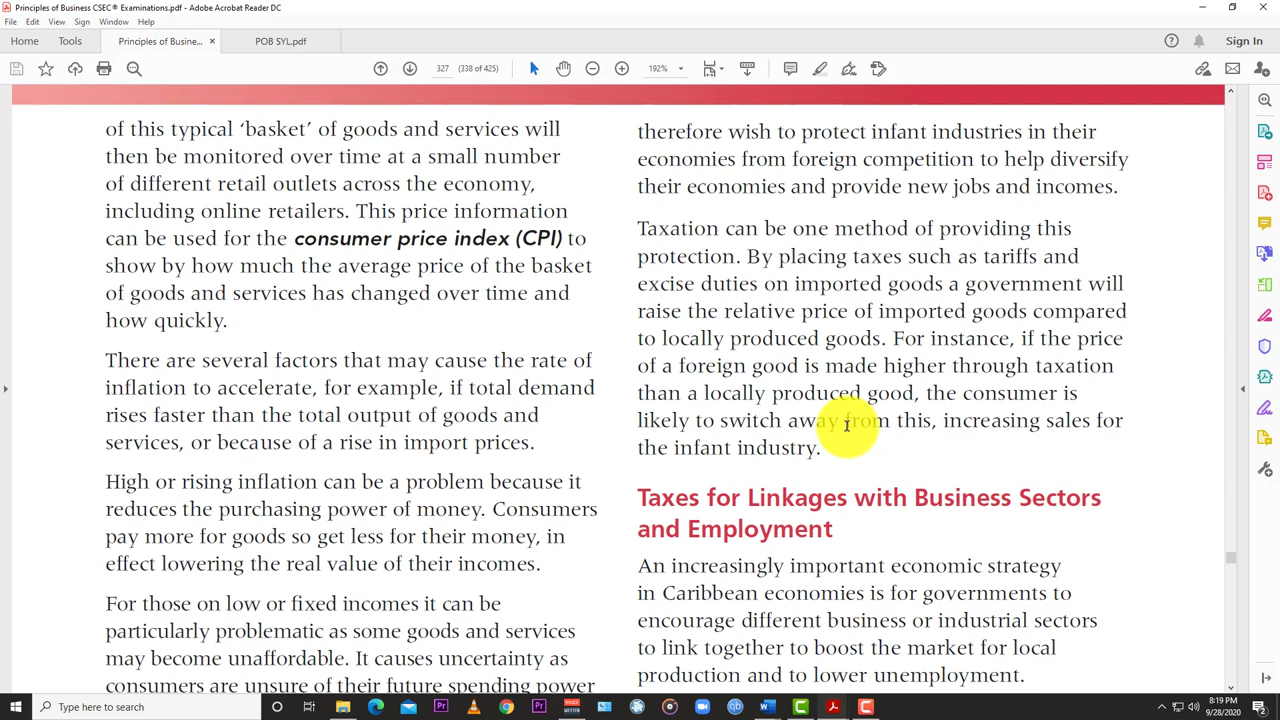 Principles of Business CSEC® Examinations.pdf - Adobe Acrobat Reader DC
File Edit View Sign Window Help
Home Tools Principles of Busine... × POB SYL.pdf Sign In
327 (338 of 425) 192%
of this typical ‘basket’ of goods and services will
then be monitored over time at a small number
of different retail outlets across the economy,
including online retailers. This price information
can be used for the consumer price index (CPI) to
show by how much the average price of the basket
of goods and services has changed over time and
how quickly.
There are several factors that may cause the rate of
inflation to accelerate, for example, if total demand
rises faster than the total output of goods and
services, or because of a rise in import prices.
High or rising inflation can be a problem because it
reduces the purchasing power of money. Consumers
pay more for goods so get less for their money, in
effect lowering the real value of their incomes.
For those on low or fixed incomes it can be
particularly problematic as some goods and services
may become unaffordable. It causes uncertainty as
consumers are unsure of their future spending power
therefore wish to protect infant industries in their
economies from foreign competition to help diversify
their economies and provide new jobs and incomes.
Taxation can be one method of providing this
protection. By placing taxes such as tariffs and
excise duties on imported goods a government will
raise the relative price of imported goods compared
to locally produced goods. For instance, if the price
of a foreign good is made higher through taxation
than a locally produced good, the consumer is
likely to switch away from this, increasing sales for
the infant industry.
Taxes for Linkages with Business Sectors
and Employment
An increasingly important economic strategy
in Caribbean economies is for governments to
encourage different business or industrial sectors
to link together to boost the market for local
production and to lower unemployment.
Type here to search
8:19 PM
9/28/2020